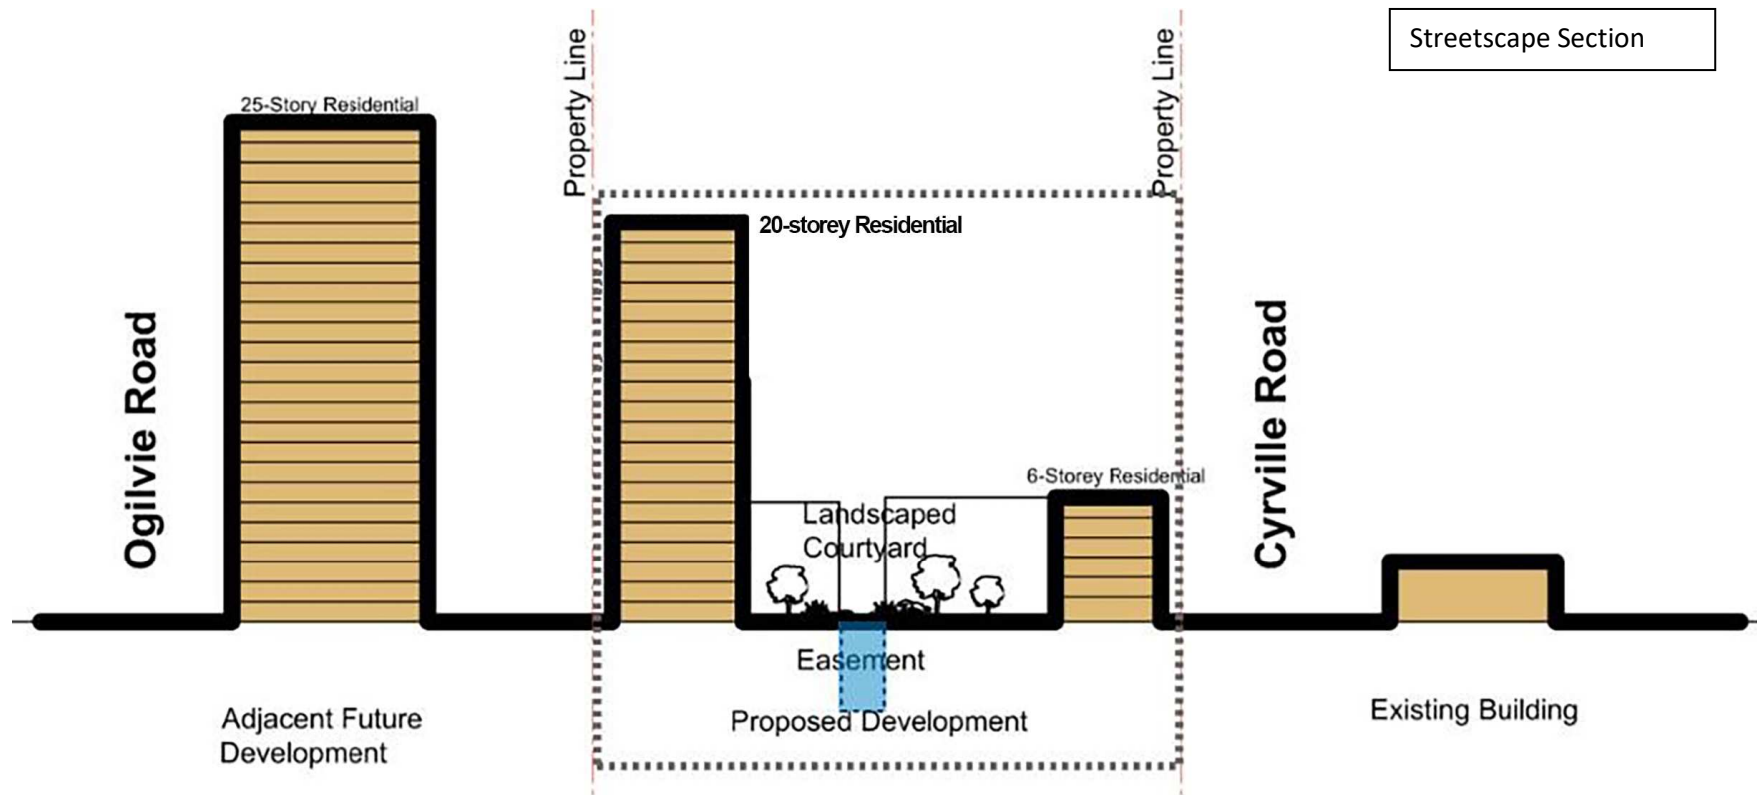 Streetscape Section
Property Line
Property Line
25-Story Residential
20-storey Residential
Ogilvie Road
Cyrville Road
6-Storey Residential
Landscaped
Courtyard
Easement
Proposed Development
Adjacent Future
Development
Existing Building